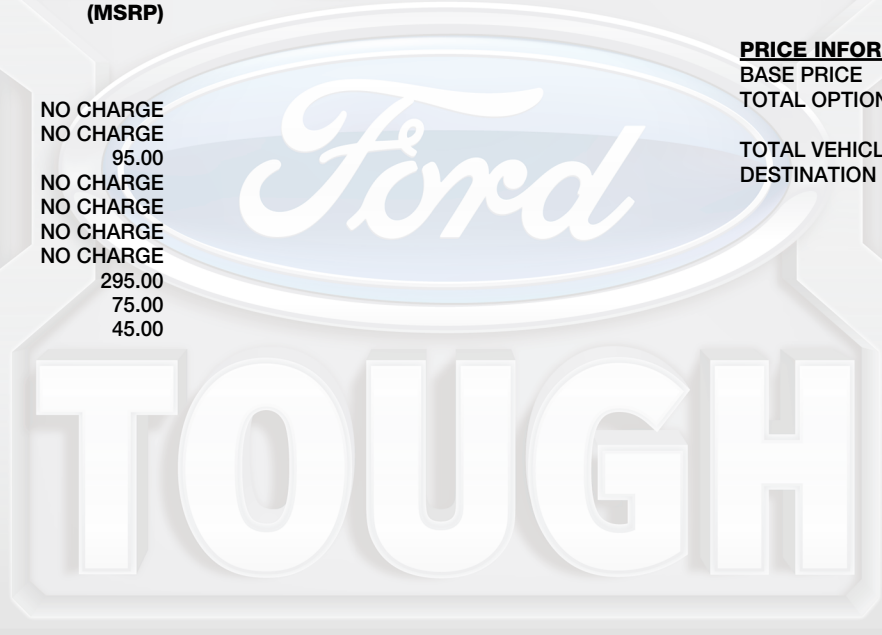 (MSRP)
NO CHARGE
NO CHARGE
95.00
NO CHARGE
NO CHARGE
NO CHARGE
NO CHARGE
295.00
75.00
45.00
PRICE INFOR
BASE PRICE
TOTAL OPTION
TOTAL VEHICL
DESTINATION
Ford
TOUGH